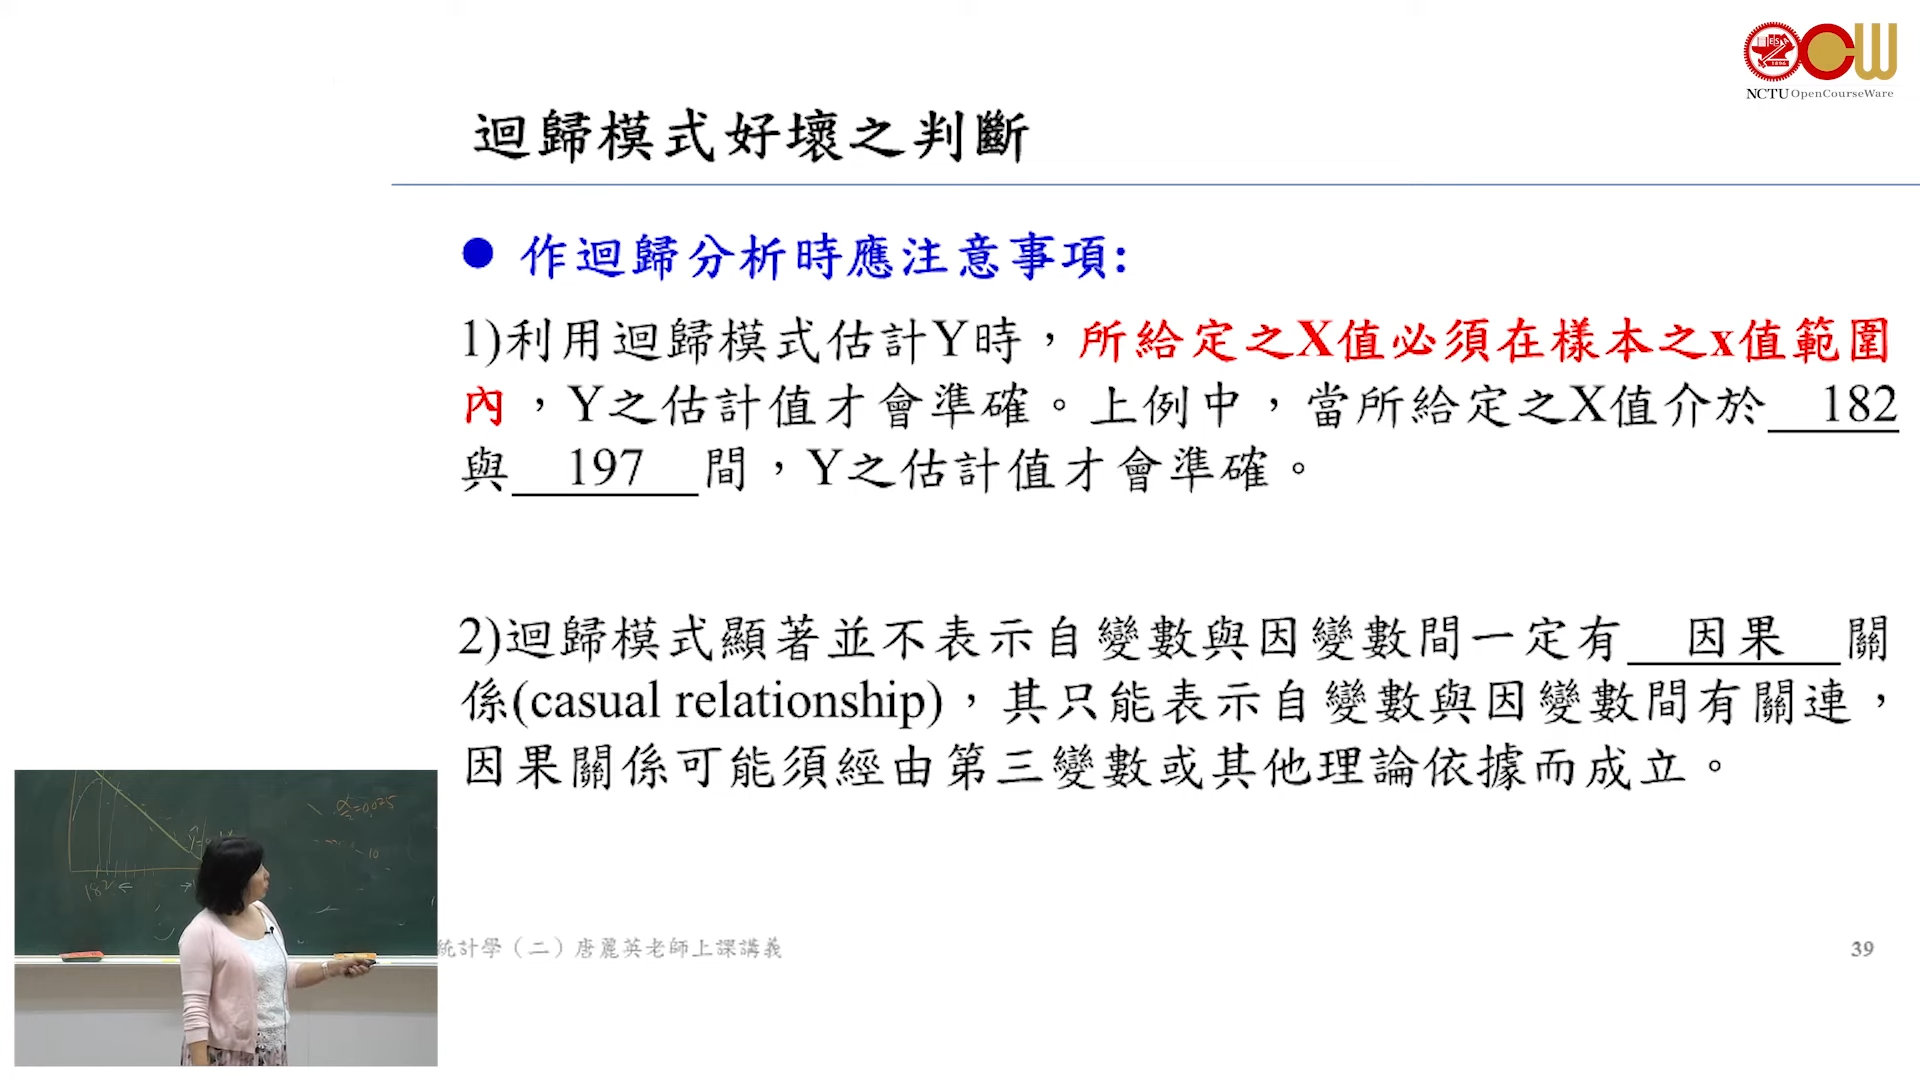 NCTU OpenCourseWare
迴歸模式好壞之判斷
● 作迴歸分析時應注意事項:
1)利用迴歸模式估計Y時，所給定之X值必須在樣本之x值範圍
內，Y之估計值才會準確。上例中，當所給定之X值介於 182
與 197 間，Y之估計值才會準確。
2)迴歸模式顯著並不表示自變數與因變數間一定有 因果 關
係(casual relationship)，其只能表示自變數與因變數間有關連，
因果關係可能須經由第三變數或其他理論依據而成立。
182
統計學（二）唐麗英老師上課講義
39